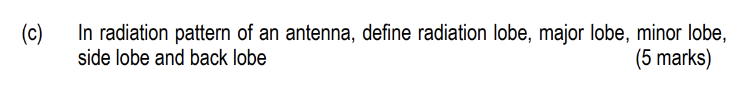 (c) In radiation pattern of an antenna, define radiation lobe, major lobe, minor lobe,
side lobe and back lobe (5 marks)